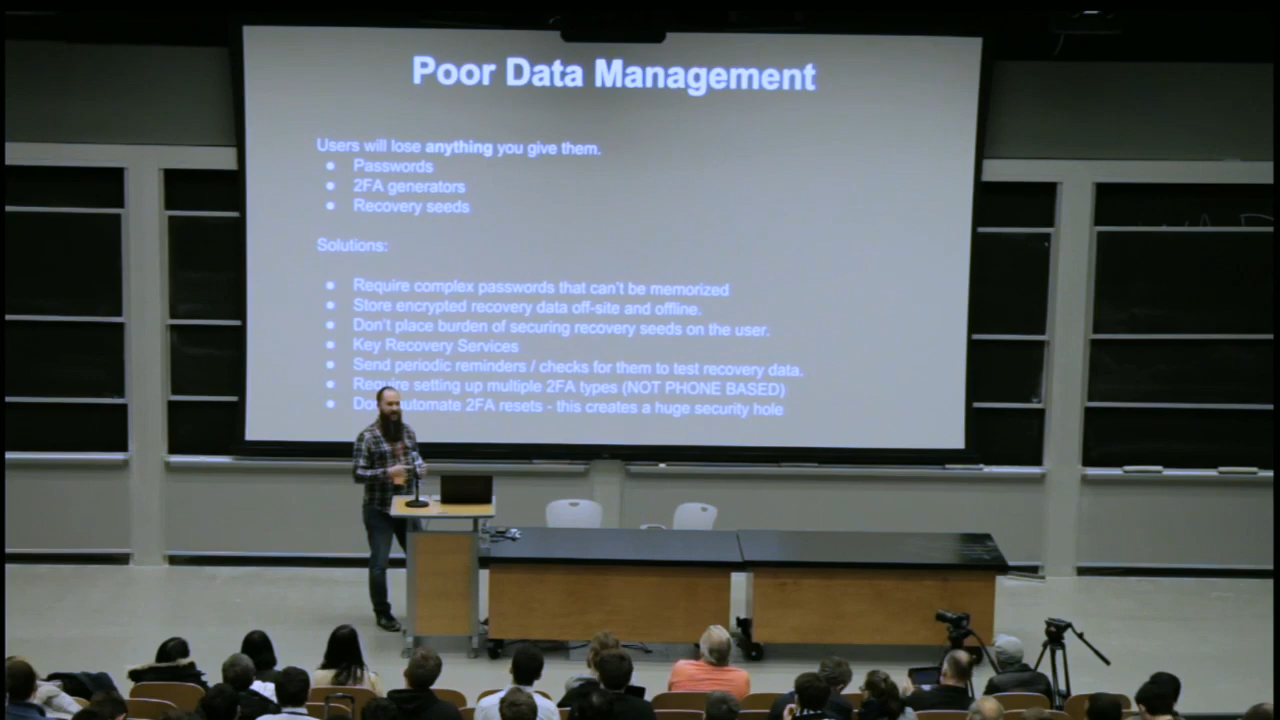 Poor Data Management
Users will lose anything you give them.
● Passwords
● 2FA generators
● Recovery seeds
Solutions:
● Require complex passwords that can't be memorized
● Store encrypted recovery data off-site and offline.
● Don't place burden of securing recovery seeds on the user.
● Key Recovery Services
● Send periodic reminders / checks for them to test recovery data.
● Require setting up multiple 2FA types (NOT PHONE BASED)
● automate 2FA resets - this creates a huge security hole